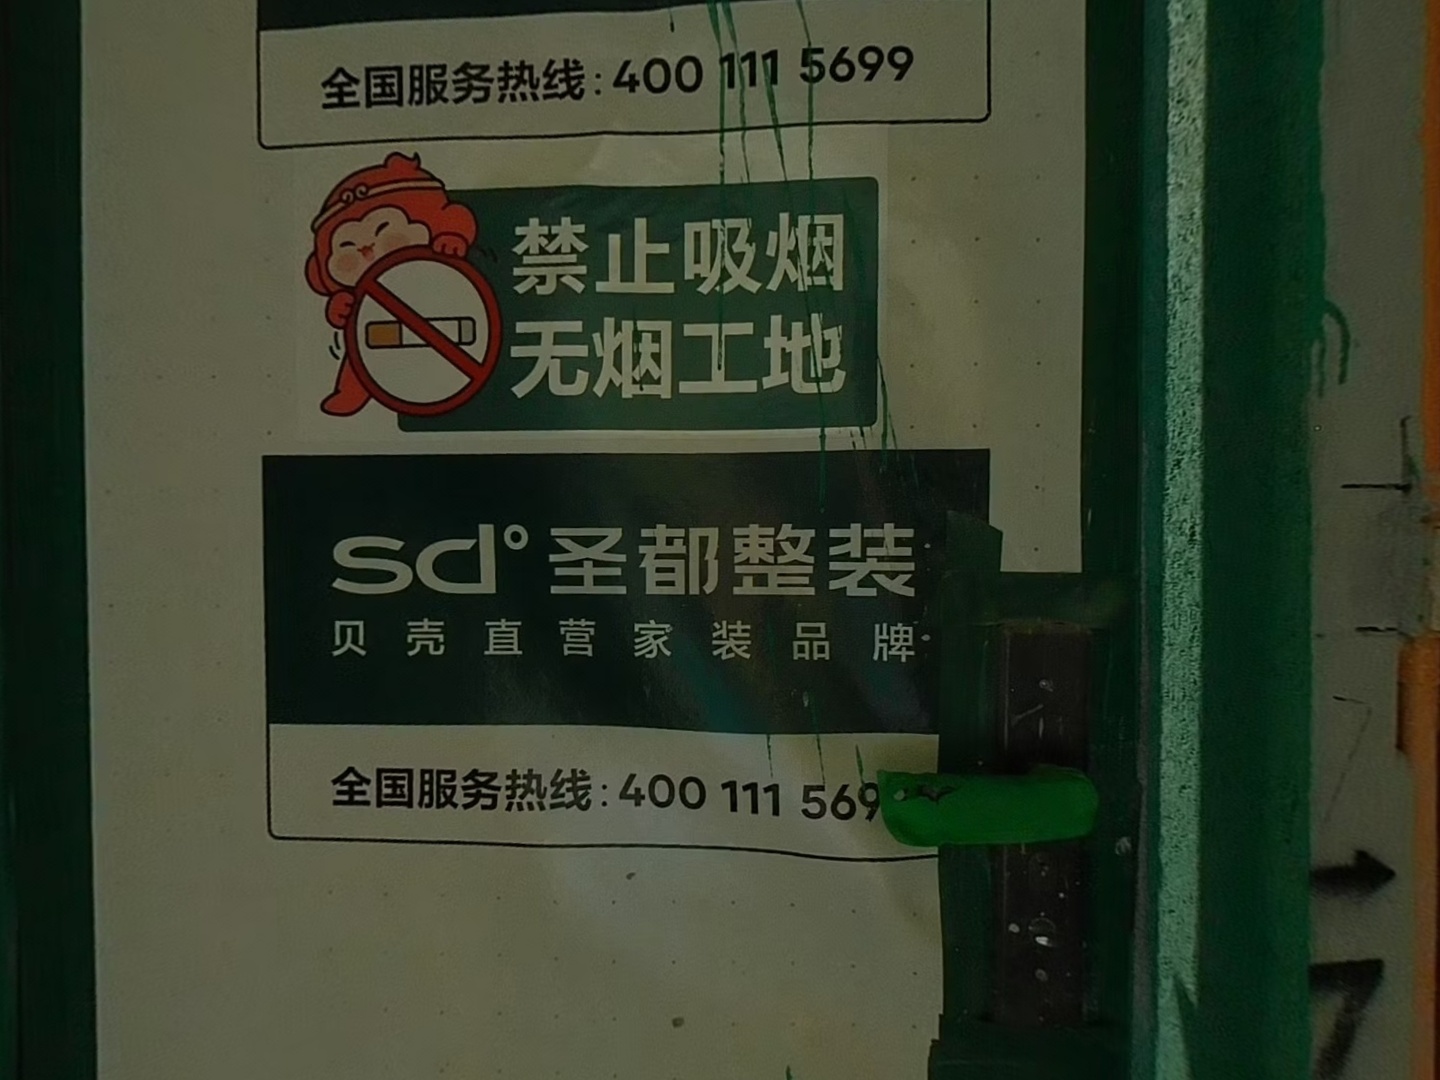 全国服务热线:400 111 5699
禁止吸烟
无烟工地
sd°圣都整装
贝壳直营家装品牌
全国服务热线:400 111 569